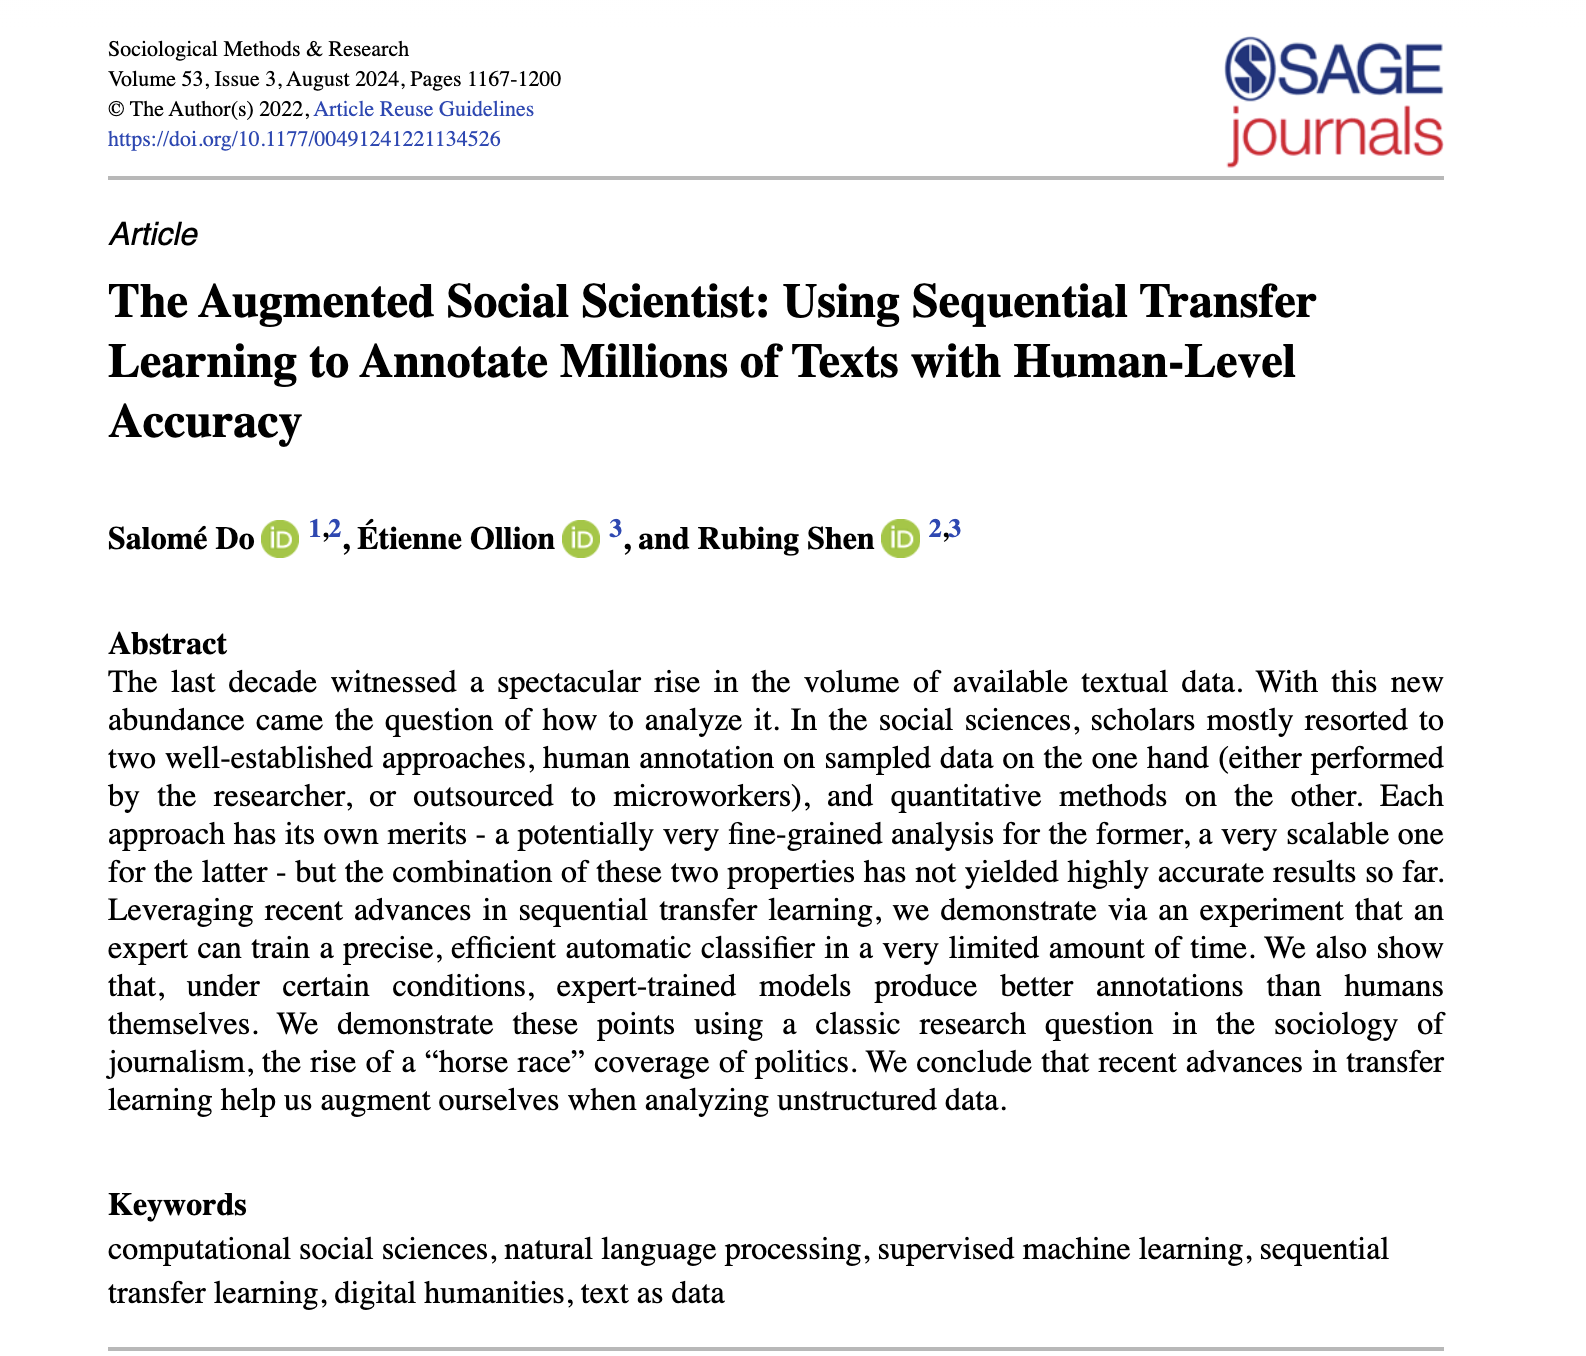 Sociological Methods & Research
Volume 53, Issue 3, August 2024, Pages 1167-1200
© The Author(s) 2022, Article Reuse Guidelines
https://doi.org/10.1177/00491241221134526
SAGE
journals
Article
The Augmented Social Scientist: Using Sequential Transfer
Learning to Annotate Millions of Texts with Human-Level
Accuracy
Salomé Do iD 1,2, Étienne Ollion iD 3, and Rubing Shen iD 2,3
Abstract
The last decade witnessed a spectacular rise in the volume of available textual data. With this new
abundance came the question of how to analyze it. In the social sciences, scholars mostly resorted to
two well-established approaches, human annotation on sampled data on the one hand (either performed
by the researcher, or outsourced to microworkers), and quantitative methods on the other. Each
approach has its own merits - a potentially very fine-grained analysis for the former, a very scalable one
for the latter - but the combination of these two properties has not yielded highly accurate results so far.
Leveraging recent advances in sequential transfer learning, we demonstrate via an experiment that an
expert can train a precise, efficient automatic classifier in a very limited amount of time. We also show
that, under certain conditions, expert-trained models produce better annotations than humans
themselves. We demonstrate these points using a classic research question in the sociology of
journalism, the rise of a “horse race” coverage of politics. We conclude that recent advances in transfer
learning help us augment ourselves when analyzing unstructured data.
Keywords
computational social sciences, natural language processing, supervised machine learning, sequential
transfer learning, digital humanities, text as data